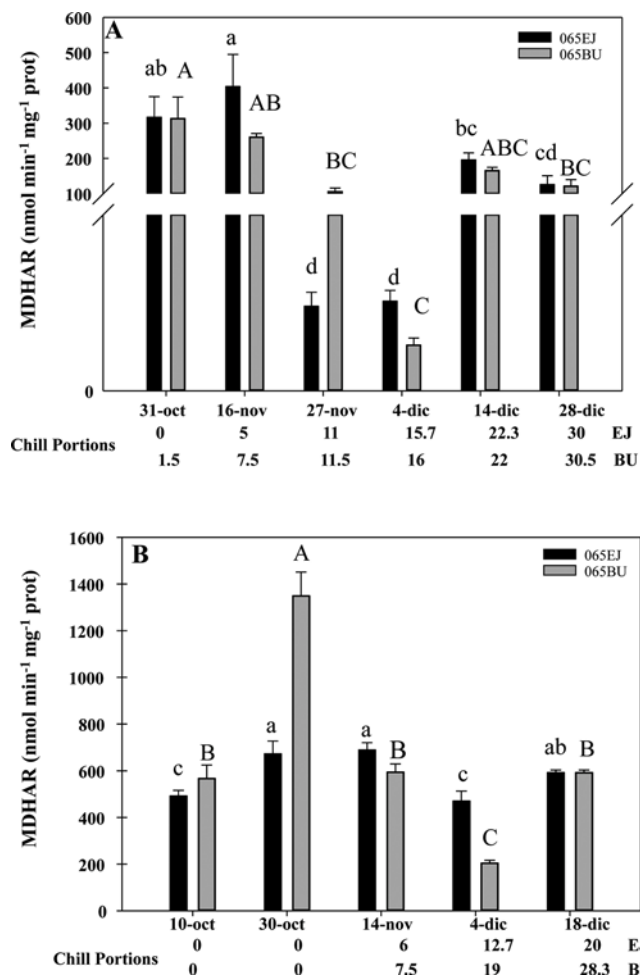 A
MDHAR (nmol min⁻¹ mg⁻¹ prot)
600
500
400
300
200
100
0
065EJ
065BU
ab A
a AB
d BC
d C
bc ABC
cd BC
31-oct 16-nov 27-nov 4-dic 14-dic 28-dic
0 5 11 15.7 22.3 30 EJ
Chill Portions
1.5 7.5 11.5 16 22 30.5 BU
B
MDHAR (nmol min⁻¹ mg⁻¹ prot)
1600
1400
1200
1000
800
600
400
200
0
065EJ
065BU
c B
a A
a B
c C
ab B
10-oct 30-oct 14-nov 4-dic 18-dic
0 0 6 12.7 20 E
Chill Portions
0 0 7.5 19 28.3 B